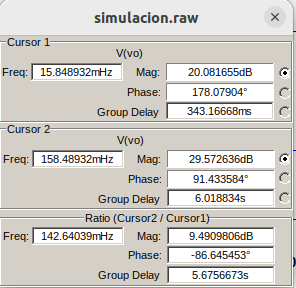 simulacion.raw
Cursor 1
V(vo)
Freq: 15.848932mHz Mag: 20.081655dB
Phase: 178.07904°
Group Delay 343.16668ms
Cursor 2
V(vo)
Freq: 158.48932mHz Mag: 29.572636dB
Phase: 91.433584°
Group Delay 6.018834s
Ratio (Cursor2 / Cursor1)
Freq: 142.64039mHz Mag: 9.4909806dB
Phase: -86.645453°
Group Delay 5.6756673s